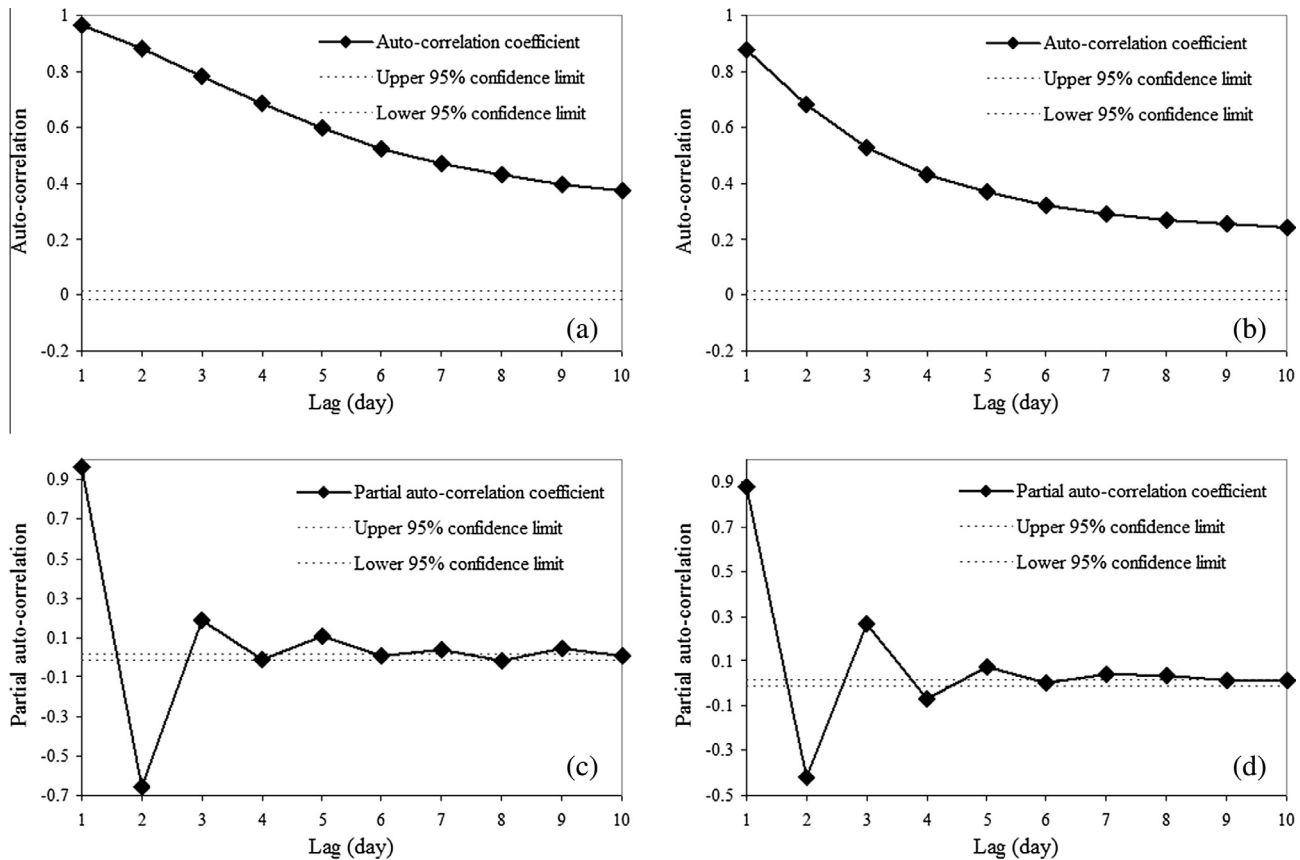 1
0.8
0.6
0.4
0.2
0
-0.2
Auto-correlation
Auto-correlation coefficient
Upper 95% confidence limit
Lower 95% confidence limit
(a)
1 2 3 4 5 6 7 8 9 10
Lag (day)
1
0.8
0.6
0.4
0.2
0
-0.2
Auto-correlation
Auto-correlation coefficient
Upper 95% confidence limit
Lower 95% confidence limit
(b)
1 2 3 4 5 6 7 8 9 10
Lag (day)
0.9
0.7
0.5
0.3
0.1
-0.1
-0.3
-0.5
-0.7
Partial auto-correlation
Partial auto-correlation coefficient
Upper 95% confidence limit
Lower 95% confidence limit
(c)
1 2 3 4 5 6 7 8 9 10
Lag (day)
0.9
0.7
0.5
0.3
0.1
-0.1
-0.3
-0.5
Partial auto-correlation
Partial auto-correlation coefficient
Upper 95% confidence limit
Lower 95% confidence limit
(d)
1 2 3 4 5 6 7 8 9 10
Lag (day)